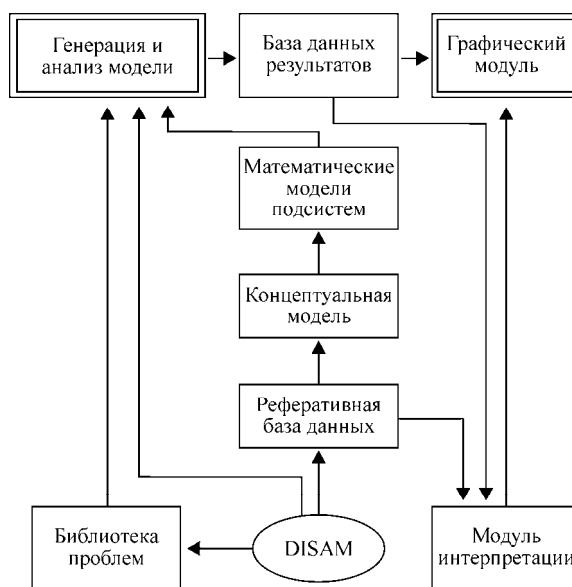 Генерация и
анализ модели
База данных
результатов
Графический
модуль
Математические
модели
подсистем
Концептуальная
модель
Реферативная
база данных
Библиотека
проблем
DISAM
Модуль
интерпретации